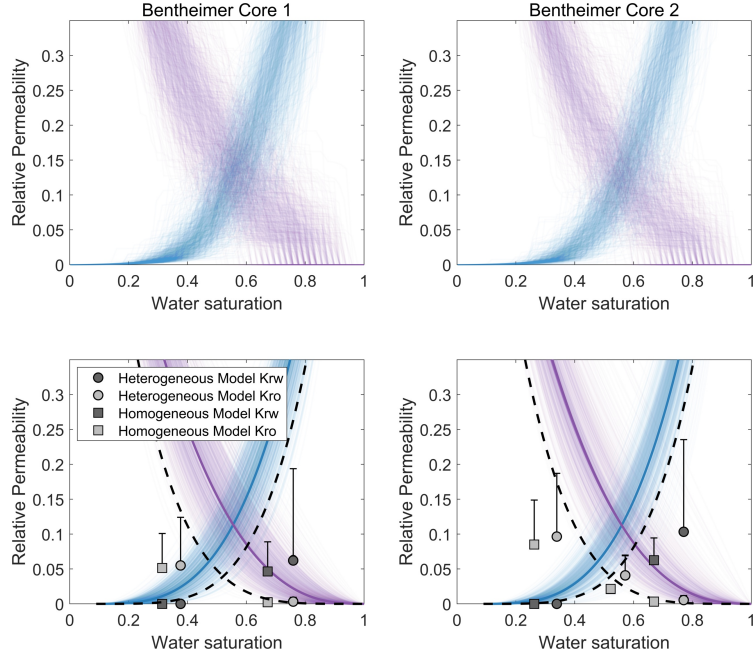 Bentheimer Core 1
Relative Permeability
0.3
0.25
0.2
0.15
0.1
0.05
0
0 0.2 0.4 0.6 0.8 1
Water saturation
Bentheimer Core 2
Relative Permeability
0.3
0.25
0.2
0.15
0.1
0.05
0
0 0.2 0.4 0.6 0.8 1
Water saturation
Relative Permeability
0.3
0.25
0.2
0.15
0.1
0.05
0
Heterogeneous Model Krw
Heterogeneous Model Kro
Homogeneous Model Krw
Homogeneous Model Kro
0 0.2 0.4 0.6 0.8 1
Water saturation
Relative Permeability
0.3
0.25
0.2
0.15
0.1
0.05
0
0 0.2 0.4 0.6 0.8 1
Water saturation